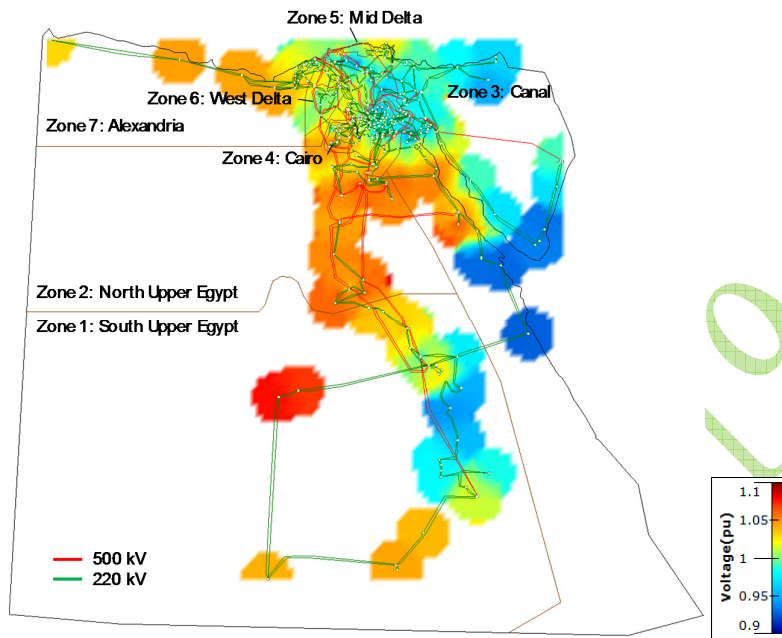 Zone 5: Mid Delta
Zone 6: West Delta
Zone 3: Canal
Zone 7: Alexandria
Zone 4: Cairo
Zone 2: North Upper Egypt
Zone 1: South Upper Egypt
500 kV
220 kV
Voltage(pu)
1.1
1.05
1
0.95
0.9